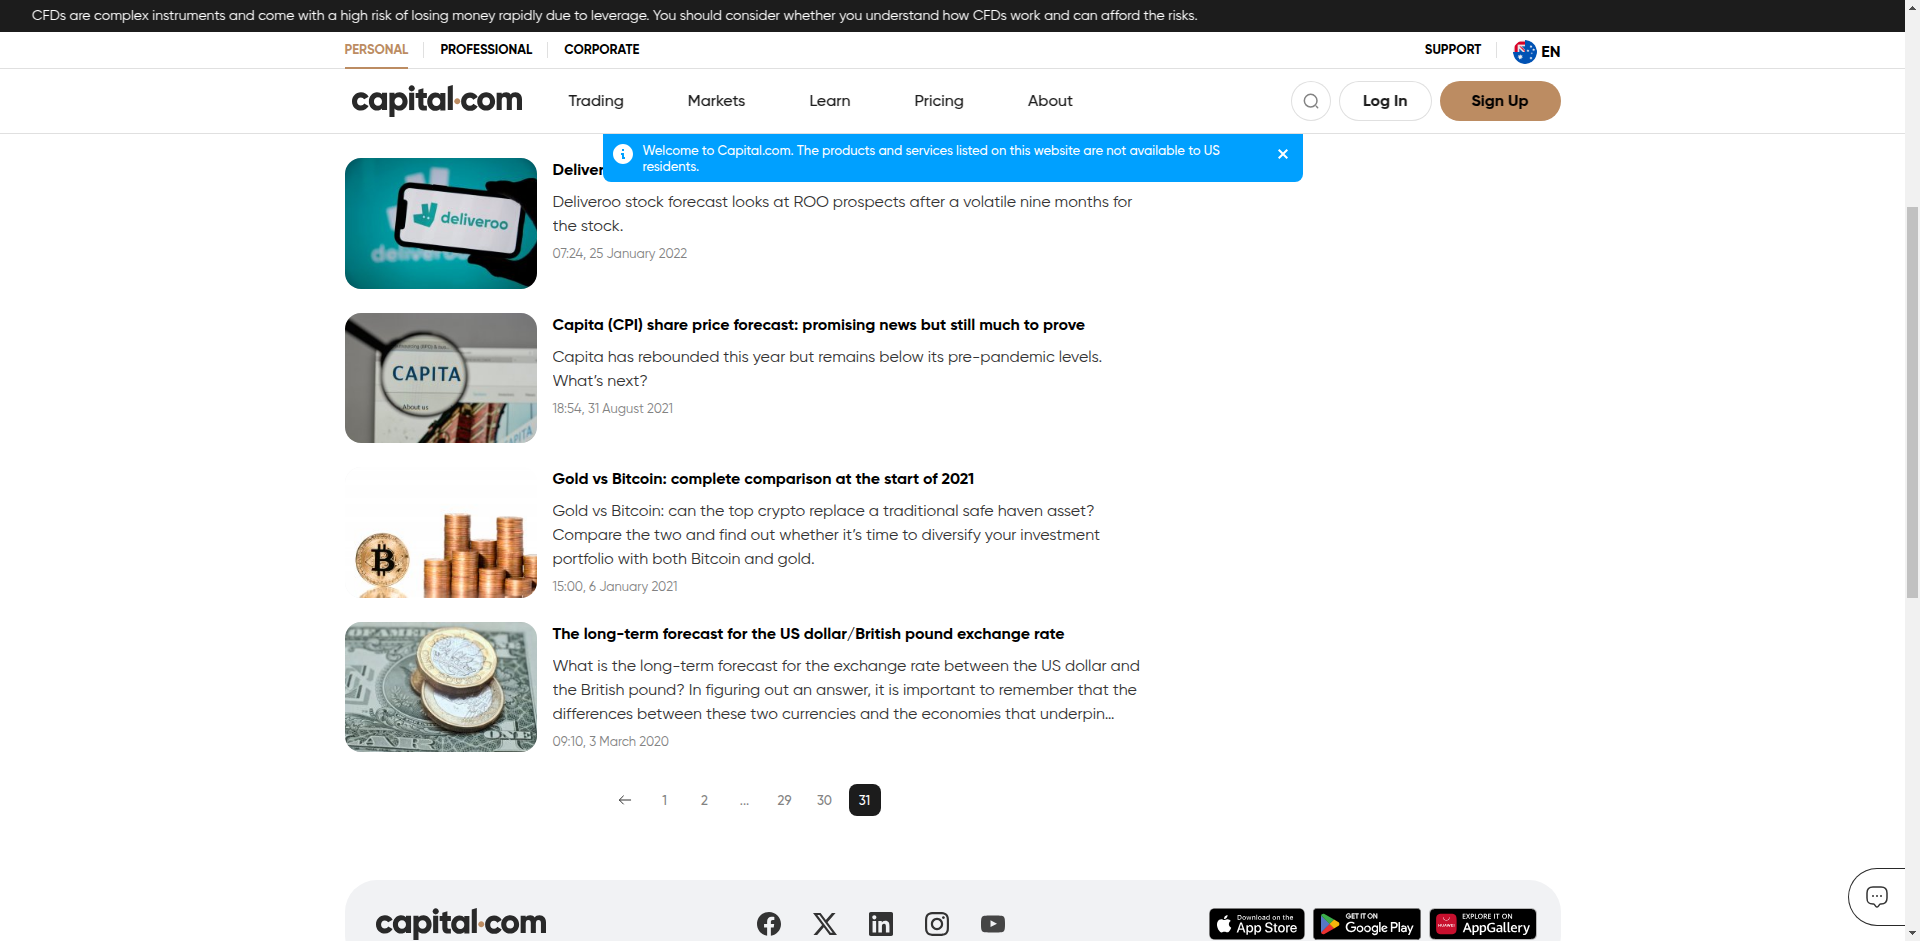 CFDs are complex instruments and come with a high risk of losing money rapidly due to leverage. You should consider whether you understand how CFDs work and can afford the risks.
PERSONAL
PROFESSIONAL
CORPORATE
SUPPORT
EN
capital.com
Trading
Markets
Learn
Pricing
About
Log In
Sign Up
Welcome to Capital.com. The products and services listed on this website are not available to US
residents.
deliveroo
Deliveroo stock forecast looks at ROO prospects after a volatile nine months for
the stock.
07:24, 25 January 2022
CAPITA
About us
Capita (CPI) share price forecast: promising news but still much to prove
Capita has rebounded this year but remains below its pre-pandemic levels.
What’s next?
18:54, 31 August 2021
Gold vs Bitcoin: complete comparison at the start of 2021
Gold vs Bitcoin: can the top crypto replace a traditional safe haven asset?
Compare the two and find out whether it’s time to diversify your investment
portfolio with both Bitcoin and gold.
15:00, 6 January 2021
ONE
The long-term forecast for the US dollar/British pound exchange rate
What is the long-term forecast for the exchange rate between the US dollar and
the British pound? In figuring out an answer, it is important to remember that the
differences between these two currencies and the economies that underpin...
09:10, 3 March 2020
1
2
...
29
30
31
capital.com
Download on the
App Store
GET IT ON
Google Play
HUAWEI
EXPLORE IT ON
AppGallery